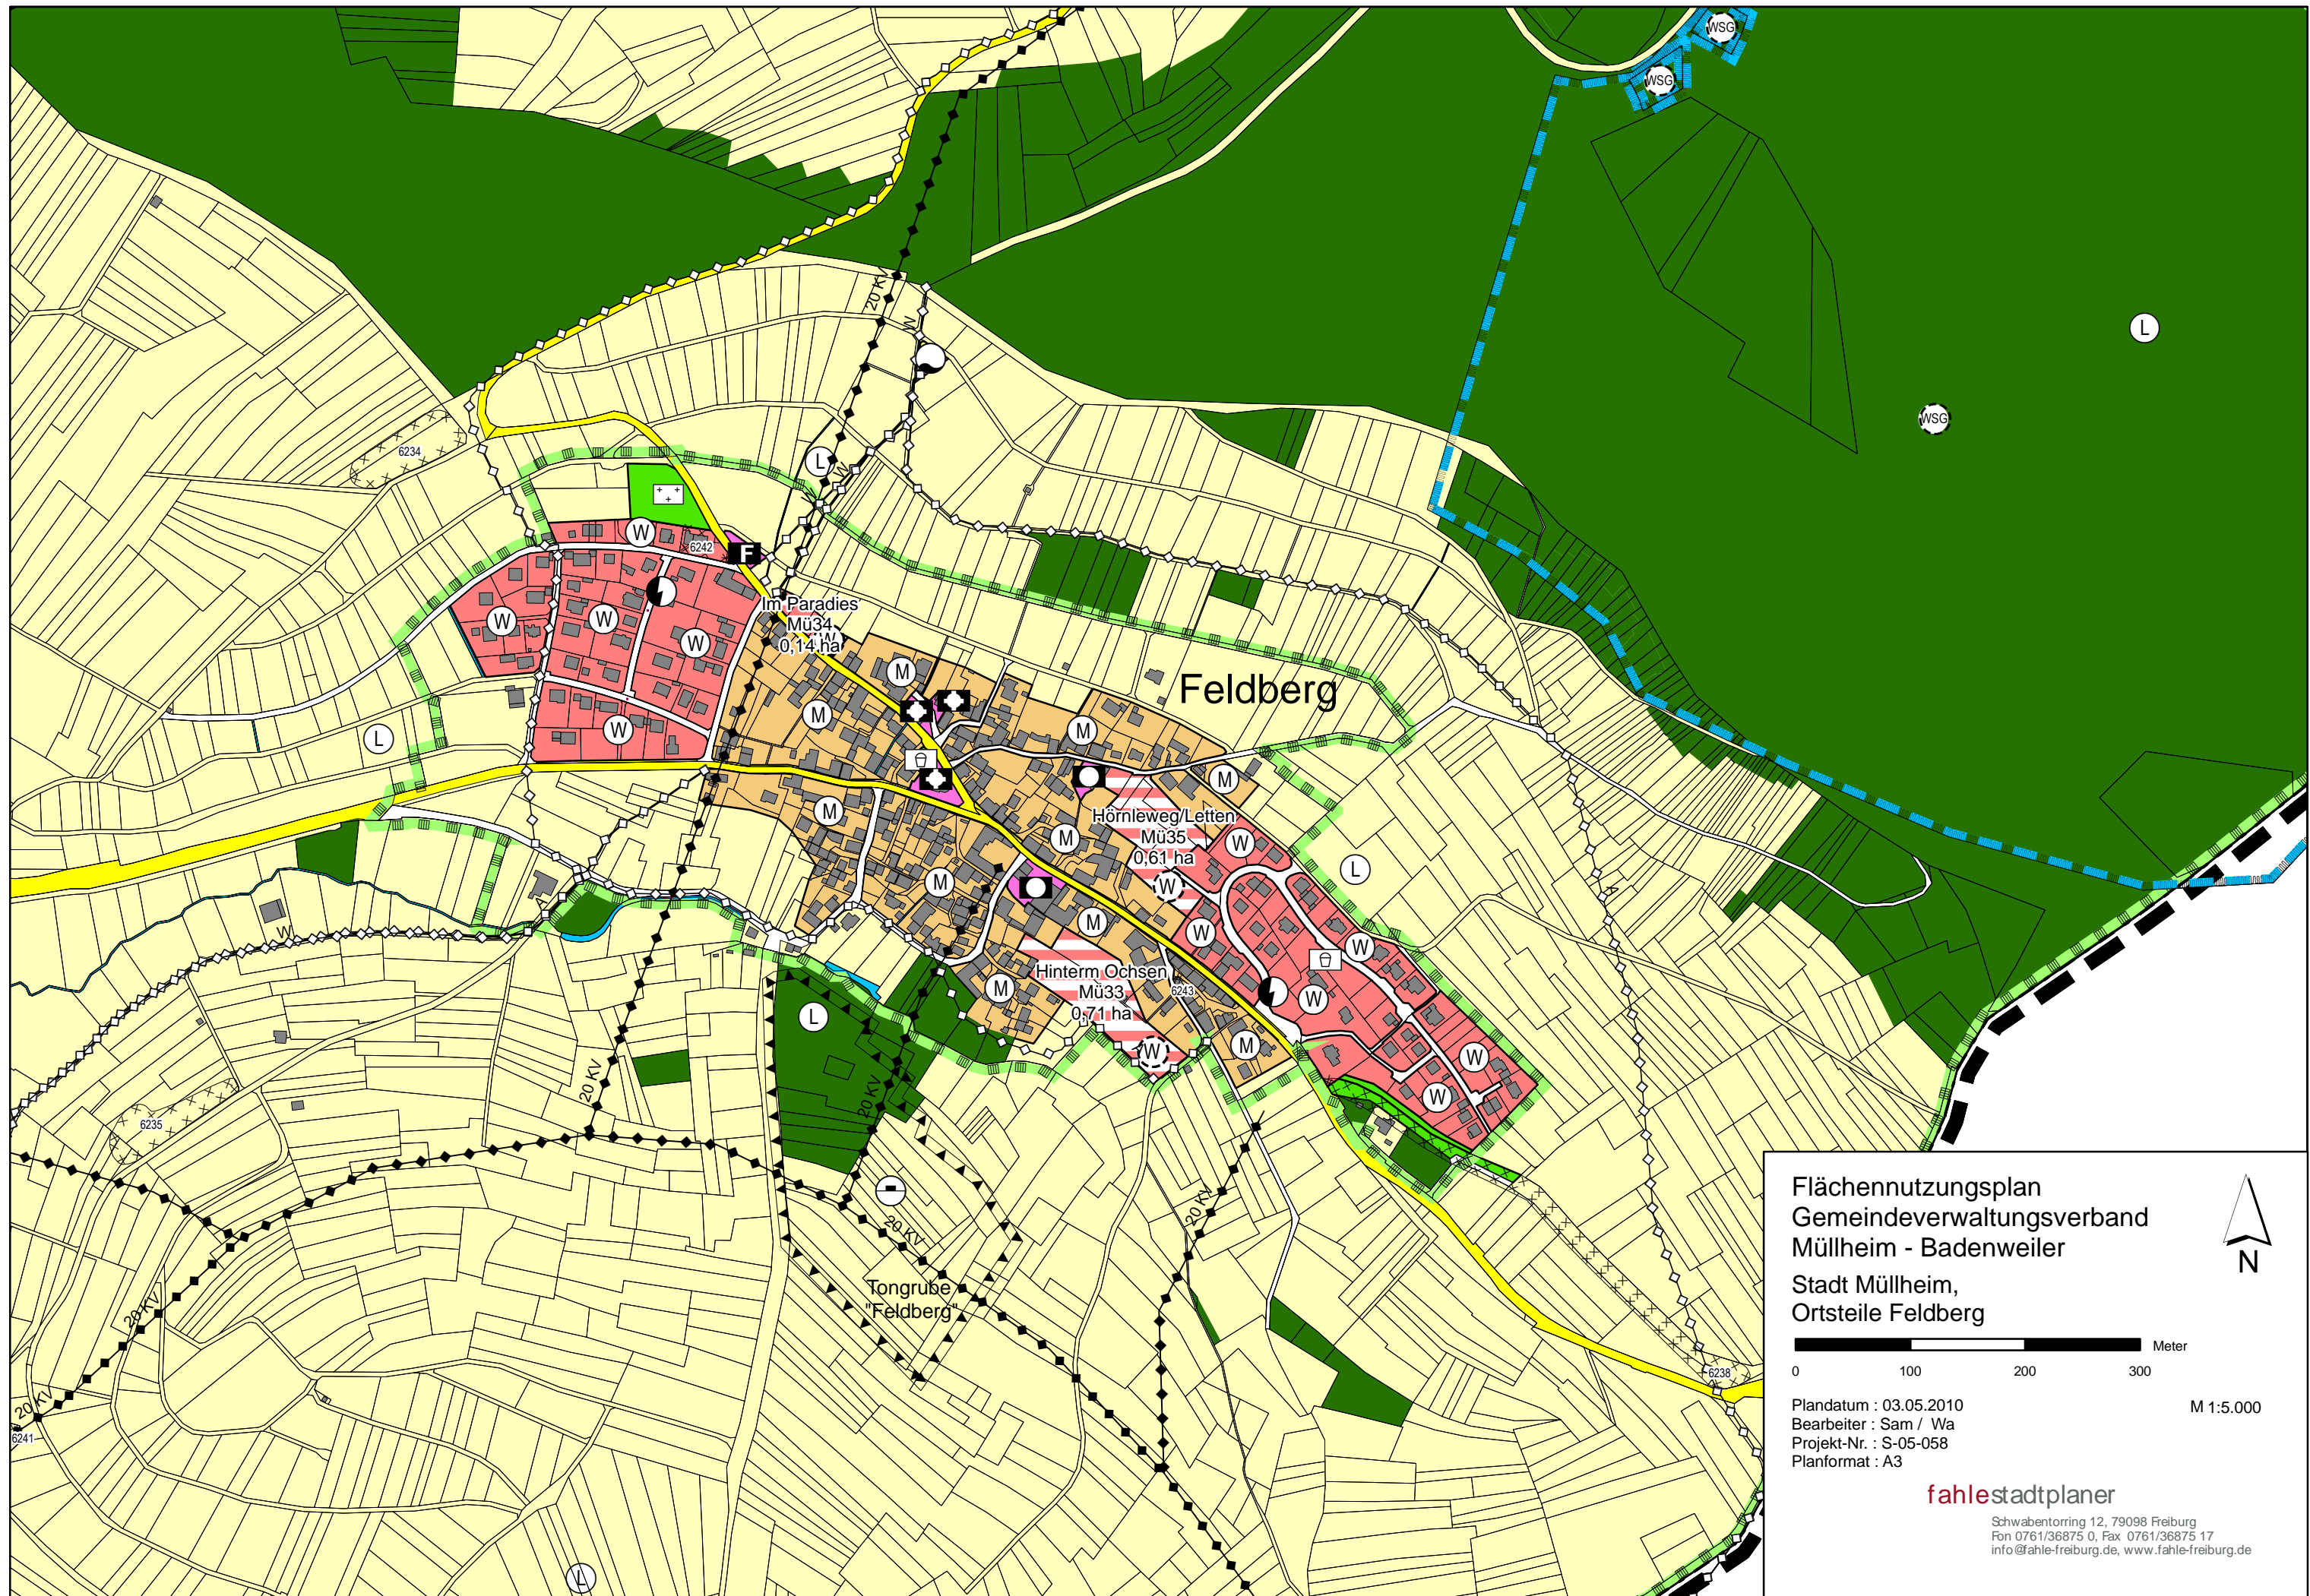 WSG
WSG
L
20 KV
W
WSG
6234
L
W
W
6242
F
Im Paradies
Mü34
0,14 ha
W
W
W
W
M
Feldberg
M
W
M
L
M
M
Hörnleweg/Letten
Mü35
0,61 ha
M
W
L
M
W
A
A
M
W
W
W
Hinterm Ochsen
Mü33
0,71 ha
M
6243
W
L
M
W
W
20 KV
20 KV
W
6235
20 KV
20 KV
20 KV
Tongrube
"Feldberg"
20 KV
6241
6238
L
Flächennutzungsplan
Gemeindeverwaltungsverband
Müllheim - Badenweiler
N
Stadt Müllheim,
Ortsteile Feldberg
Meter
0 100 200 300
Plandatum : 03.05.2010
M 1:5.000
Bearbeiter : Sam / Wa
Projekt-Nr. : S-05-058
Planformat : A3
fahlestadtplaner
Schwabentorring 12, 79098 Freiburg
Fon 0761/36875 0, Fax 0761/36875 17
info@fahle-freiburg.de, www.fahle-freiburg.de